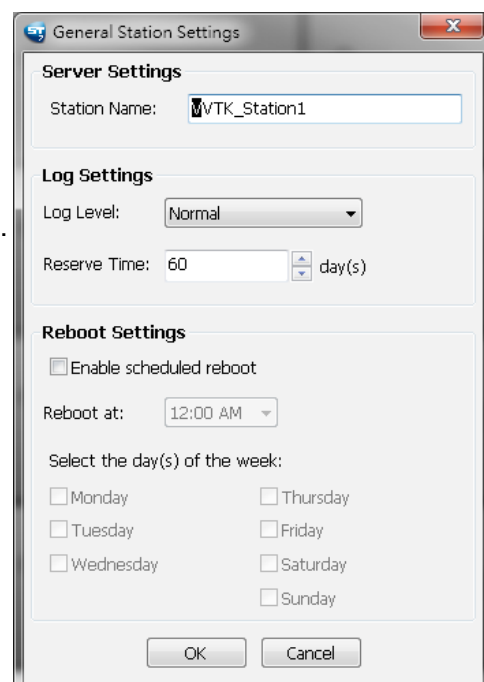 General Station Settings
Server Settings
Station Name: VVTK_Station1
Log Settings
Log Level: Normal
Reserve Time: 60 day(s)
Reboot Settings
Enable scheduled reboot
Reboot at: 12:00 AM
Select the day(s) of the week:
Monday Thursday
Tuesday Friday
Wednesday Saturday
Sunday
OK Cancel